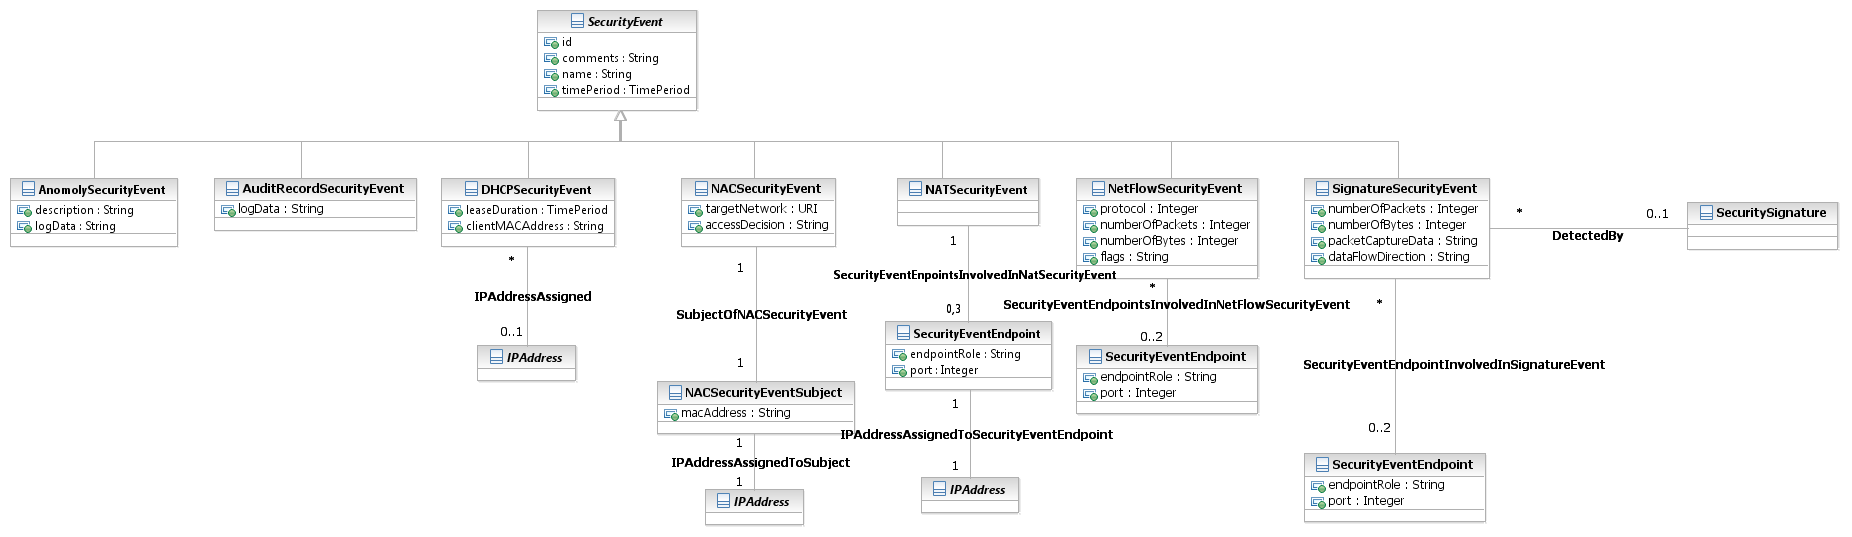 SecurityEvent
id
comments : String
name : String
timePeriod : TimePeriod
AnomolySecurityEvent
description : String
logData : String
AuditRecordSecurityEvent
logData : String
DHCPSecurityEvent
leaseDuration : TimePeriod
clientMACAddress : String
*
IPAddressAssigned
0..1
IPAddress
NACSecurityEvent
targetNetwork : URI
accessDecision : String
1
SubjectOfNACSecurityEvent
1
NACSecurityEventSubject
macAddress : String
1
IPAddressAssignedToSubject
1
IPAddress
NATSecurityEvent
1
SecurityEventEnpointsInvolvedInNatSecurityEvent
0,3
SecurityEventEndpoint
endpointRole : String
port : Integer
1
IPAddressAssignedToSecurityEventEndpoint
1
IPAddress
NetFlowSecurityEvent
protocol : Integer
numberOfPackets : Integer
numberOfBytes : Integer
flags : String
*
SecurityEventEndpointsInvolvedInNetFlowSecurityEvent
0..2
SecurityEventEndpoint
endpointRole : String
port : Integer
SignatureSecurityEvent
numberOfPackets : Integer
numberOfBytes : Integer
packetCaptureData : String
dataFlowDirection : String
*
SecurityEventEndpointInvolvedInSignatureEvent
0..2
SecurityEventEndpoint
endpointRole : String
port : Integer
*
0..1
DetectedBy
SecuritySignature